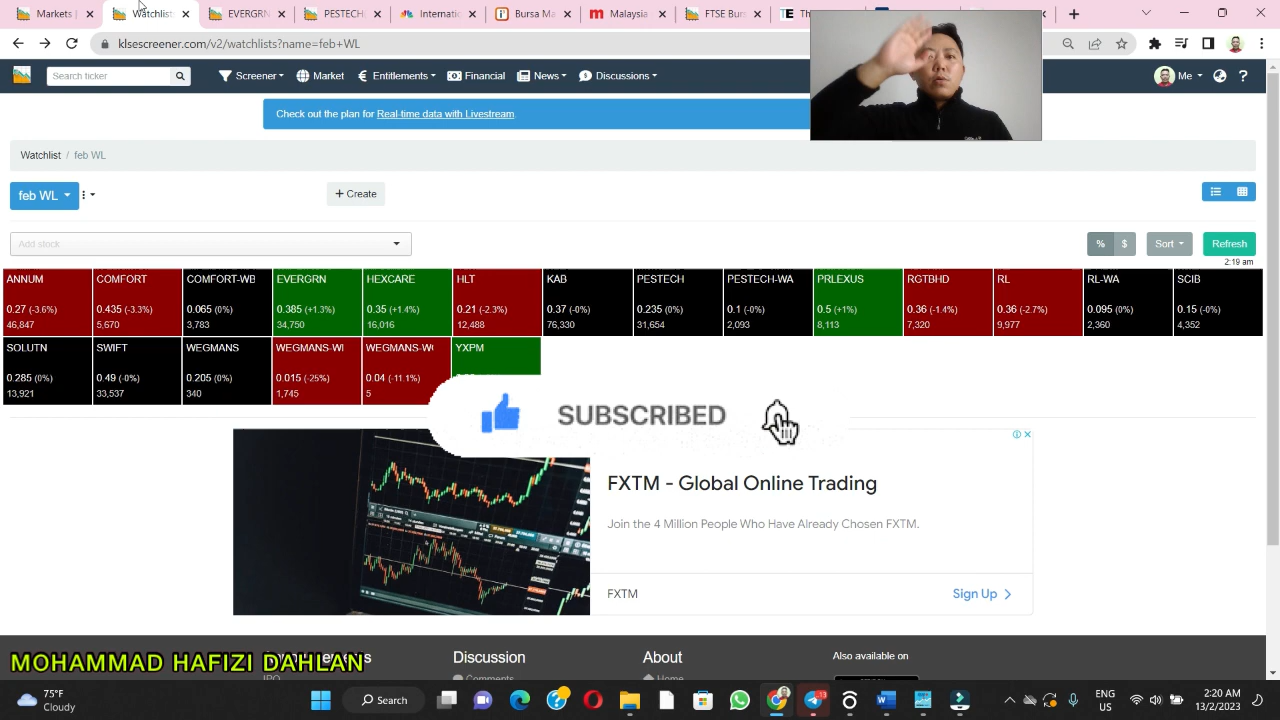 Markets
Watchlists
EVERGRN
PESTECH
Internatio
Bursa Ma
Malaysia
FTSE Bur
klsescreener.com/v2/watchlists?name=feb+WL
Search ticker
Screener
Market
Entitlements
Financial
News
Discussions
Me
Check out the plan for Real-time data with Livestream.
Watchlist / feb WL
feb WL
+ Create
Add stock
% $ Sort Refresh
2:19 am
ANNUM COMFORT COMFORT-WB EVERGRN HEXCARE HLT KAB PESTECH PESTECH-WA PRLEXUS RGTBHD RL RL-WA SCIB
0.27 (-3.6%) 0.435 (-3.3%) 0.065 (0%) 0.385 (+1.3%) 0.35 (+1.4%) 0.21 (-2.3%) 0.37 (-0%) 0.235 (0%) 0.1 (-0%) 0.5 (+1%) 0.36 (-1.4%) 0.36 (-2.7%) 0.095 (0%) 0.15 (-0%)
46,847 5,670 3,783 34,750 16,016 12,488 76,330 31,654 2,093 8,113 7,320 9,977 2,360 4,352
SOLUTN SWIFT WEGMANS WEGMANS-WI WEGMANS-W YXPM
0.285 (0%) 0.49 (-0%) 0.205 (0%) 0.015 (-25%) 0.04 (-11.1%)
13,921 33,537 340 1,745 5
SUBSCRIBED
FXTM - Global Online Trading
Join the 4 Million People Who Have Already Chosen FXTM.
FXTM
Sign Up
MOHAMMAD HAFIZI DAHLAN
Discussion
About
Also available on
IPO
Comments
Home
75°F
Cloudy
Search
13
ENG
US
2:20 AM
13/2/2023